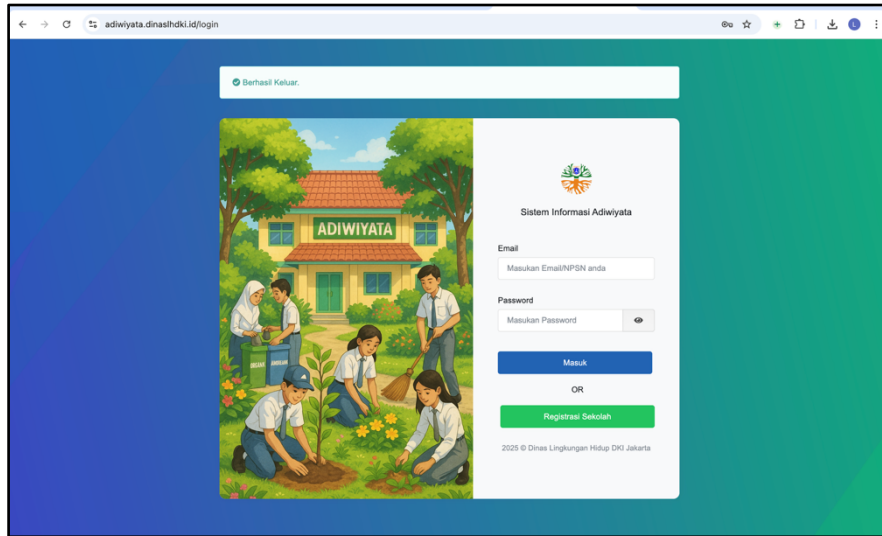 adiwiyata.dinaslhdki.id/login
L
Berhasil Keluar.
ADIWIYATA
ORGANIK
Sistem Informasi Adiwiyata
Email
Masukan Email/NPSN anda
Password
Masukan Password
Masuk
OR
Registrasi Sekolah
2025 © Dinas Lingkungan Hidup DKI Jakarta